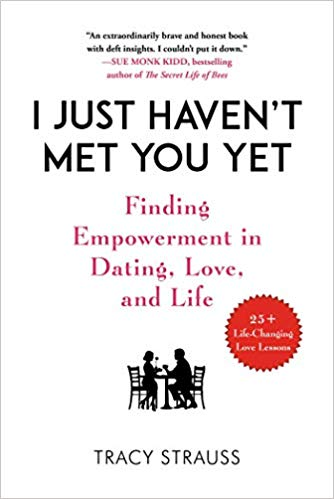 "An extraordinarily brave and honest book
with deft insights. I couldn't put it down."
—SUE MONK KIDD, bestselling
author of The Secret Life of Bees
I JUST HAVEN'T
MET YOU YET
Finding
Empowerment in
Dating, Love,
and Life
25+
Life-Changing
Love Lessons
TRACY STRAUSS